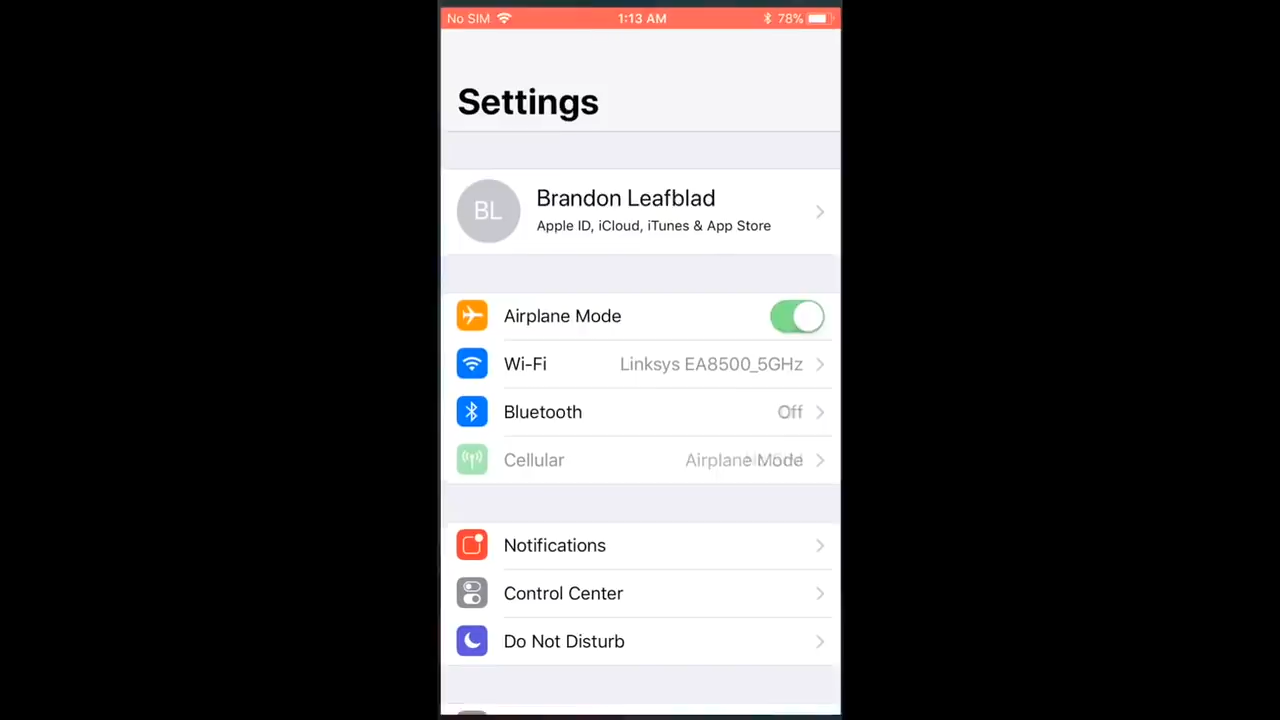 No SIM 1:13 AM 78%
Settings
BL
Brandon Leafblad
Apple ID, iCloud, iTunes & App Store
Airplane Mode
Wi-Fi Linksys EA8500_5GHz
Bluetooth Off
Cellular Airplane Mode
Notifications
Control Center
Do Not Disturb